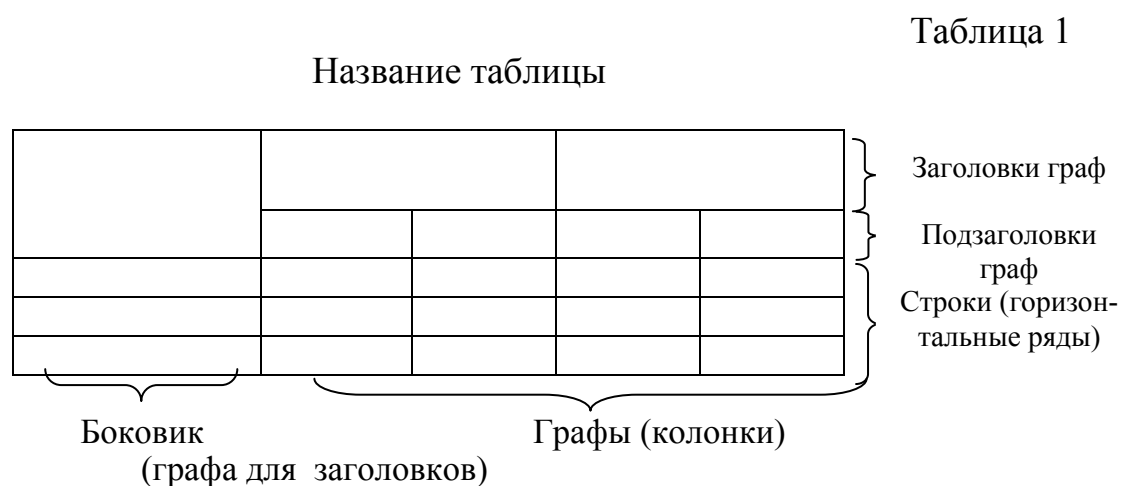 Таблица 1
Название таблицы
Заголовки граф
Подзаголовки
граф
Строки (горизон-
тальные ряды)
Боковик
(графа для заголовков)
Графы (колонки)